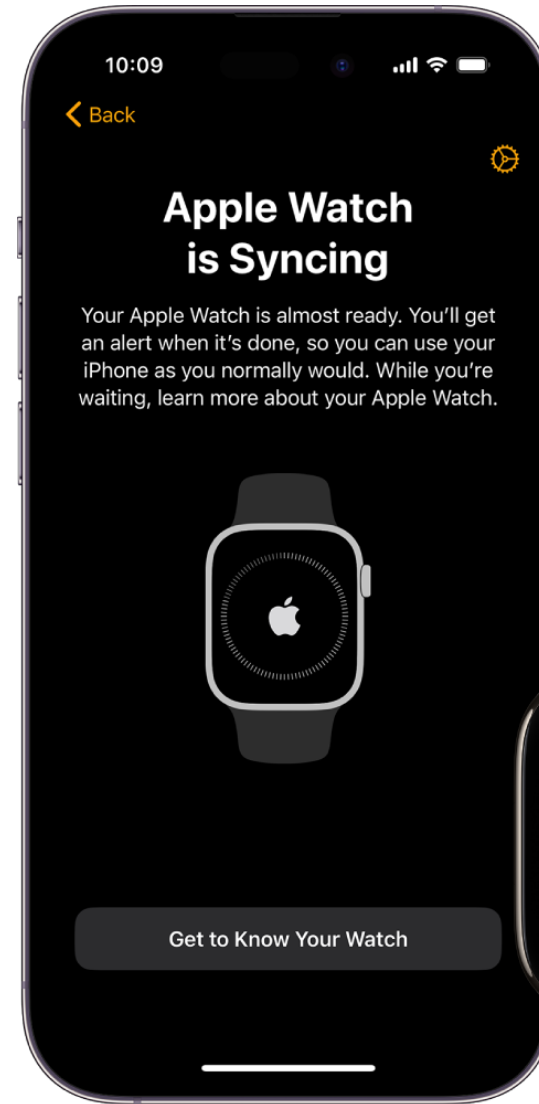 10:09
Back
Apple Watch
is Syncing
Your Apple Watch is almost ready. You’ll get
an alert when it’s done, so you can use your
iPhone as you normally would. While you’re
waiting, learn more about your Apple Watch.
Get to Know Your Watch